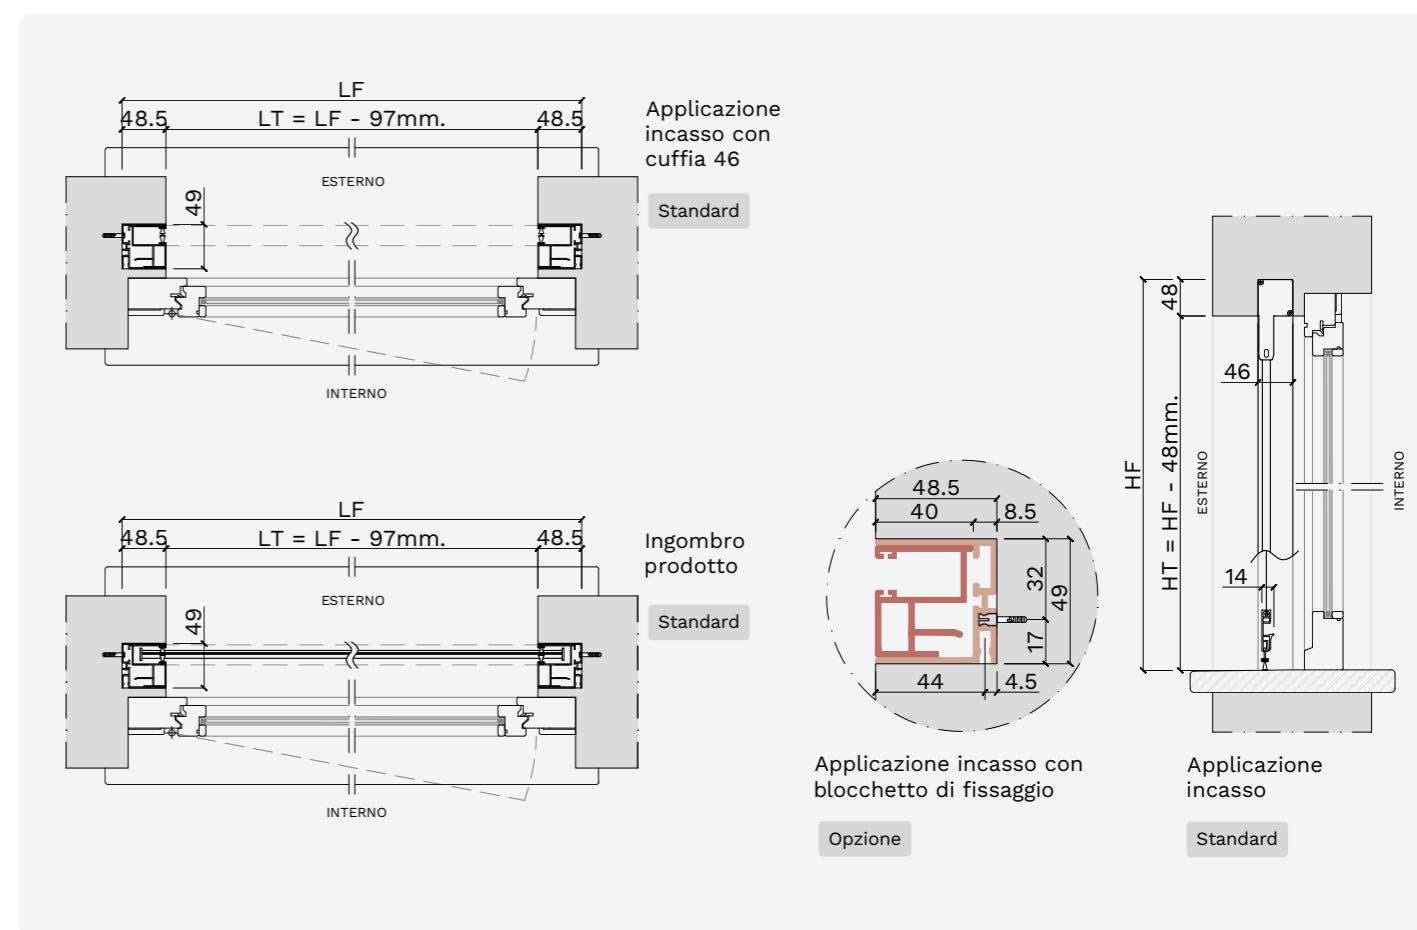 LF
48.5 LT = LF - 97mm. 48.5
ESTERNO
49
INTERNO
Applicazione
incasso con
cuffia 46
Standard
LF
48.5 LT = LF - 97mm. 48.5
ESTERNO
49
INTERNO
Ingombro
prodotto
Standard
48.5
40 8.5
32
49
17
44 4.5
Applicazione incasso con
blocchetto di fissaggio
Opzione
48
46
HF
HT = HF - 48mm.
ESTERNO
INTERNO
14
Applicazione
incasso
Standard